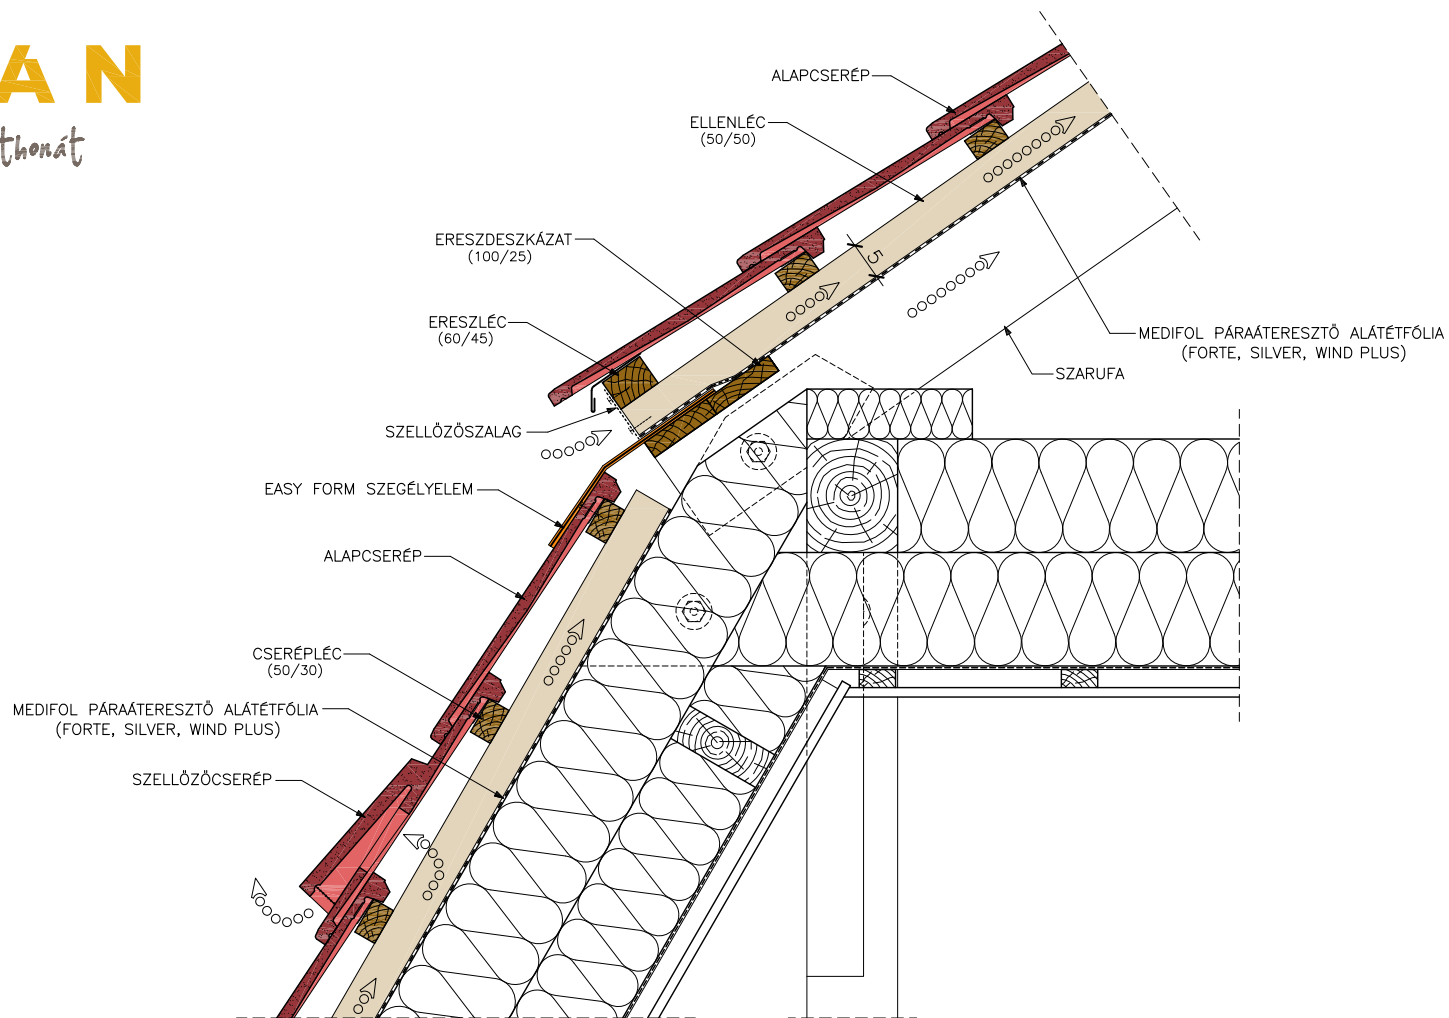 AN
thonát
ALAPCSERÉP
ELLENLÉC
(50/50)
ERESZDESZKÁZAT
(100/25)
5
ERESZLÉC
(60/45)
MEDIFOL PÁRAÁTERESZTŐ ALÁTÉTFÓLIA
(FORTE, SILVER, WIND PLUS)
SZARUFA
SZELLŐZŐSZALAG
EASY FORM SZEGÉLYELEM
ALAPCSERÉP
CSERÉPLÉC
(50/30)
MEDIFOL PÁRAÁTERESZTŐ ALÁTÉTFÓLIA
(FORTE, SILVER, WIND PLUS)
SZELLŐZŐCSERÉP